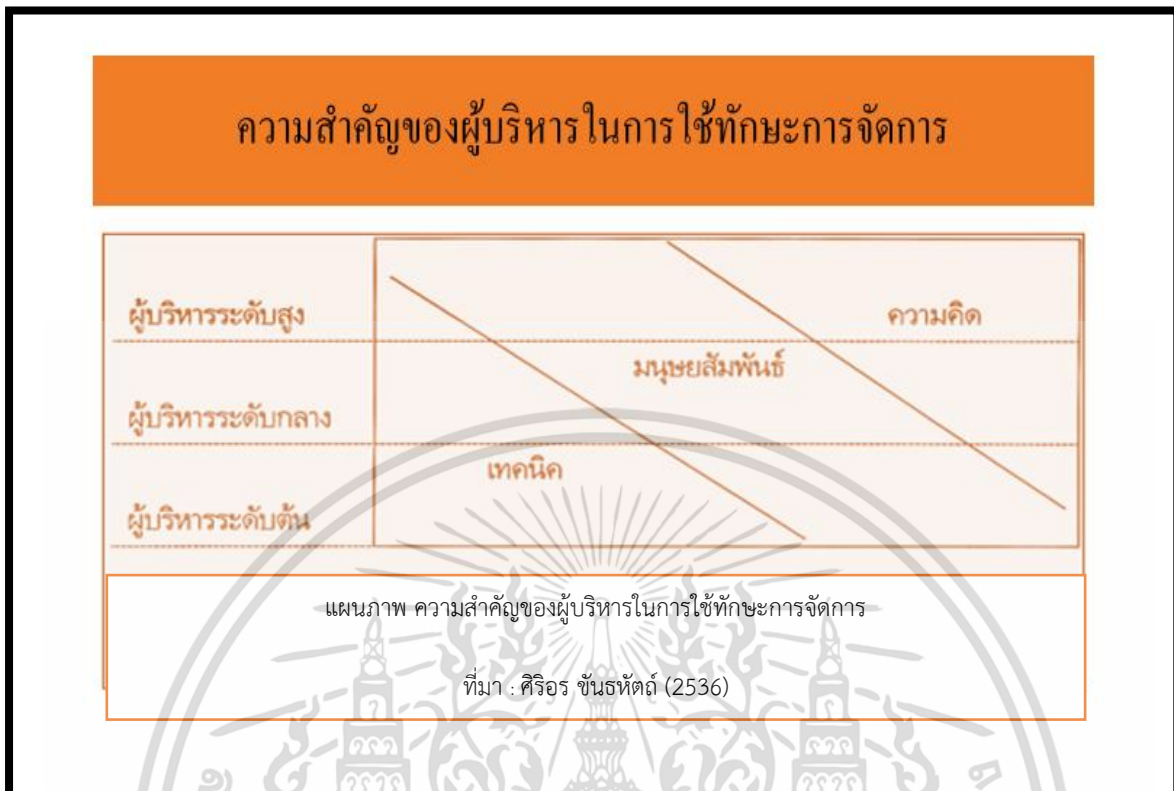 ความสำคัญของผู้บริหารในการใช้ทักษะการจัดการ
ผู้บริหารระดับสูง
ความคิด
มนุษยสัมพันธ์
ผู้บริหารระดับกลาง
เทคนิค
ผู้บริหารระดับต้น
แผนภาพ ความสำคัญของผู้บริหารในการใช้ทักษะการจัดการ
ที่มา : ศิริอร ขันธหัตถ์ (2536)